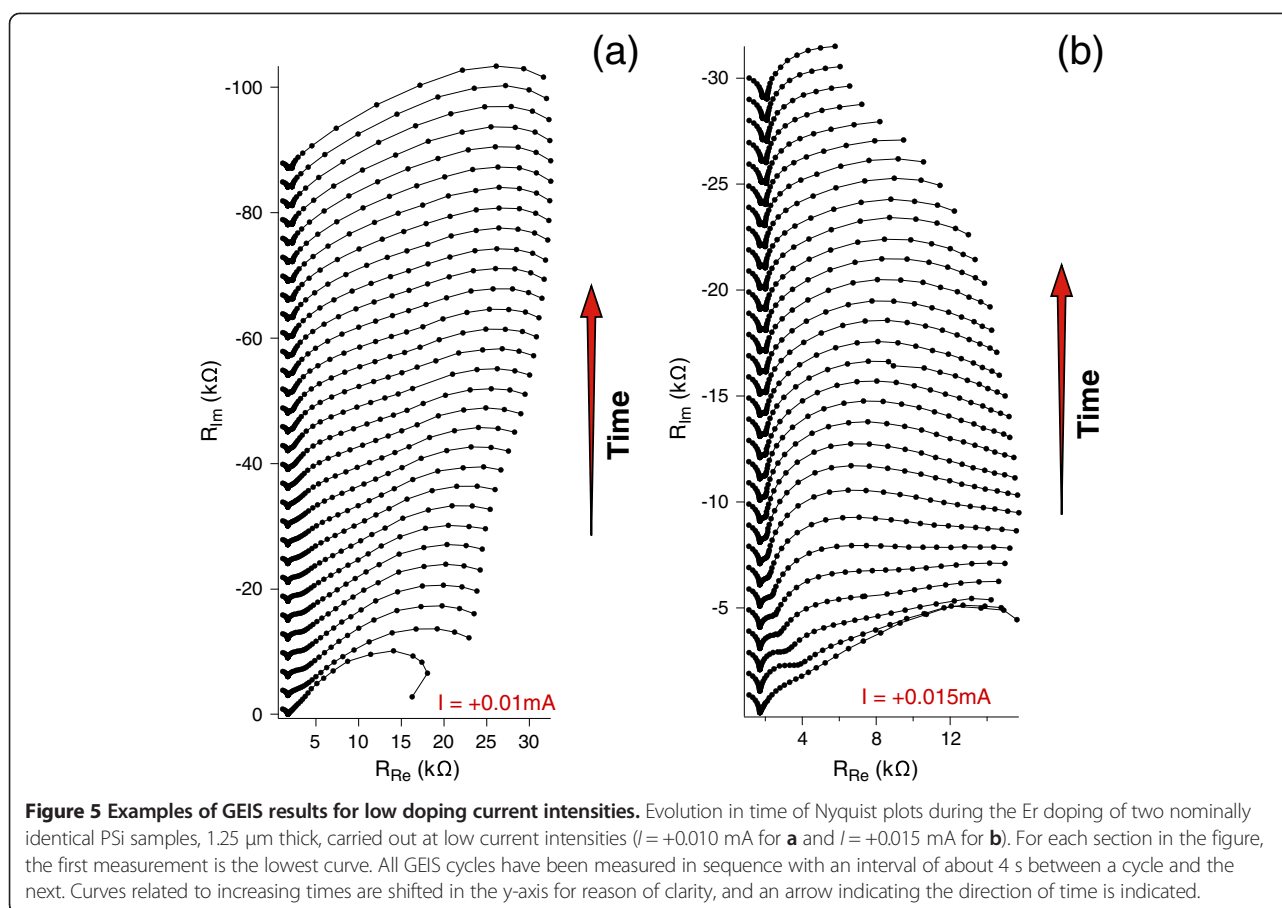 (a)
(b)
-100
-80
-60
-40
-20
0
R_Im (kΩ)
5 10 15 20 25 30
R_Re (kΩ)
I = +0.01mA
Time
-30
-25
-20
-15
-10
-5
R_Im (kΩ)
4 8 12
R_Re (kΩ)
I = +0.015mA
Time
Figure 5 Examples of GEIS results for low doping current intensities. Evolution in time of Nyquist plots during the Er doping of two nominally
identical PSi samples, 1.25 μm thick, carried out at low current intensities (I = +0.010 mA for a and I = +0.015 mA for b). For each section in the figure,
the first measurement is the lowest curve. All GEIS cycles have been measured in sequence with an interval of about 4 s between a cycle and the
next. Curves related to increasing times are shifted in the y-axis for reason of clarity, and an arrow indicating the direction of time is indicated.